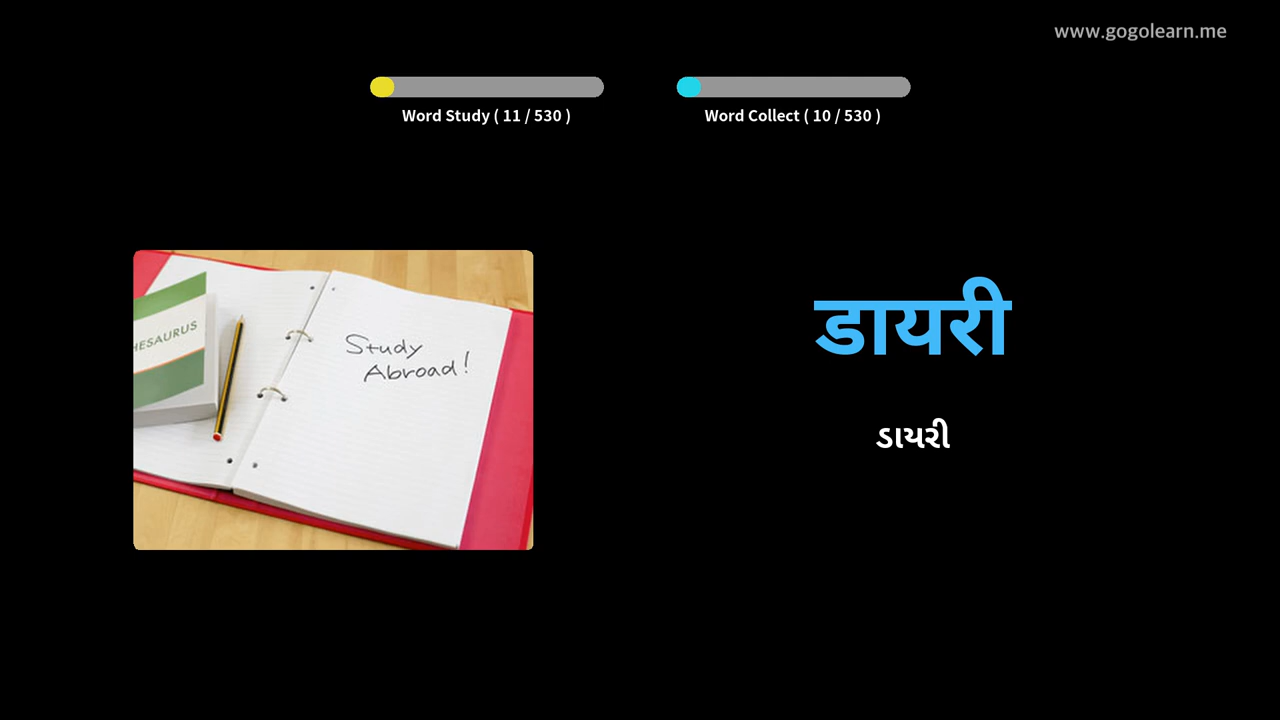 www.gogolearn.me
Word Study ( 11 / 530 )
Word Collect ( 10 / 530 )
HESAURUS
Study
Abroad!
डायरी
ડાયરી